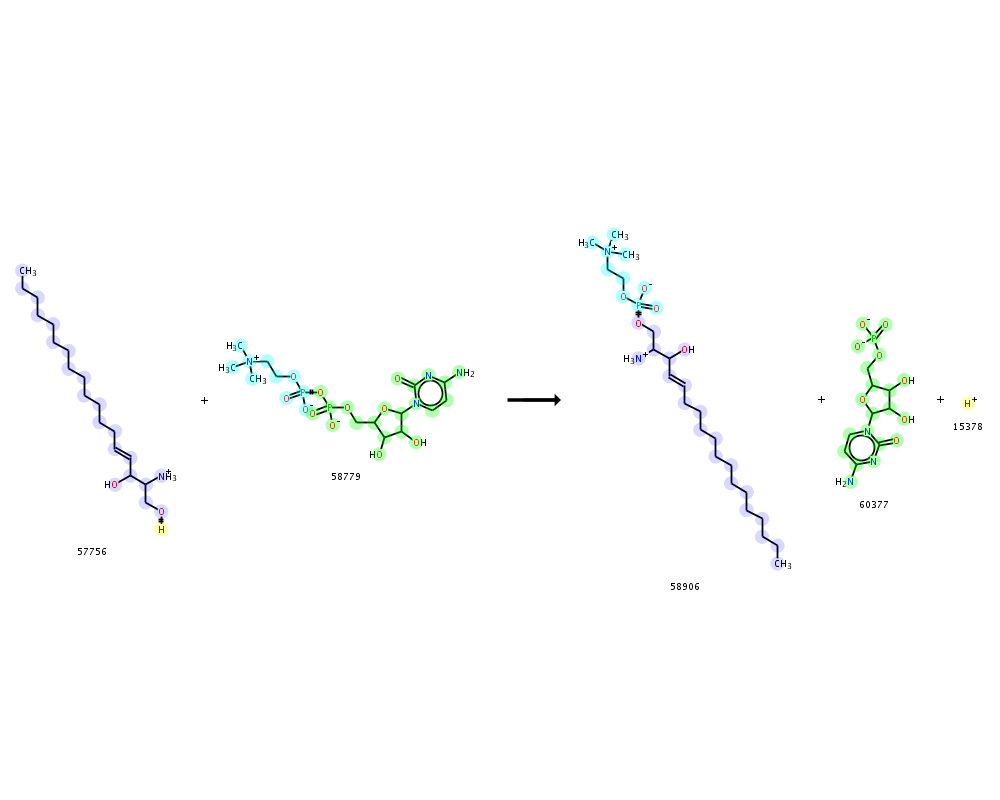 CH3
HO
NH3+
O
H
57756
+
H3C
H3C
N+
CH3
O
O
P
O-
O
O
P
O-
O
O
O
N
N
NH2
HO
OH
58779
H3C
CH3
N+
CH3
O
O-
P
O
O
H3N+
OH
CH3
58906
+
O-
O
O-
P
O
O
OH
OH
N
O
N
H2N
60377
+
H+
15378